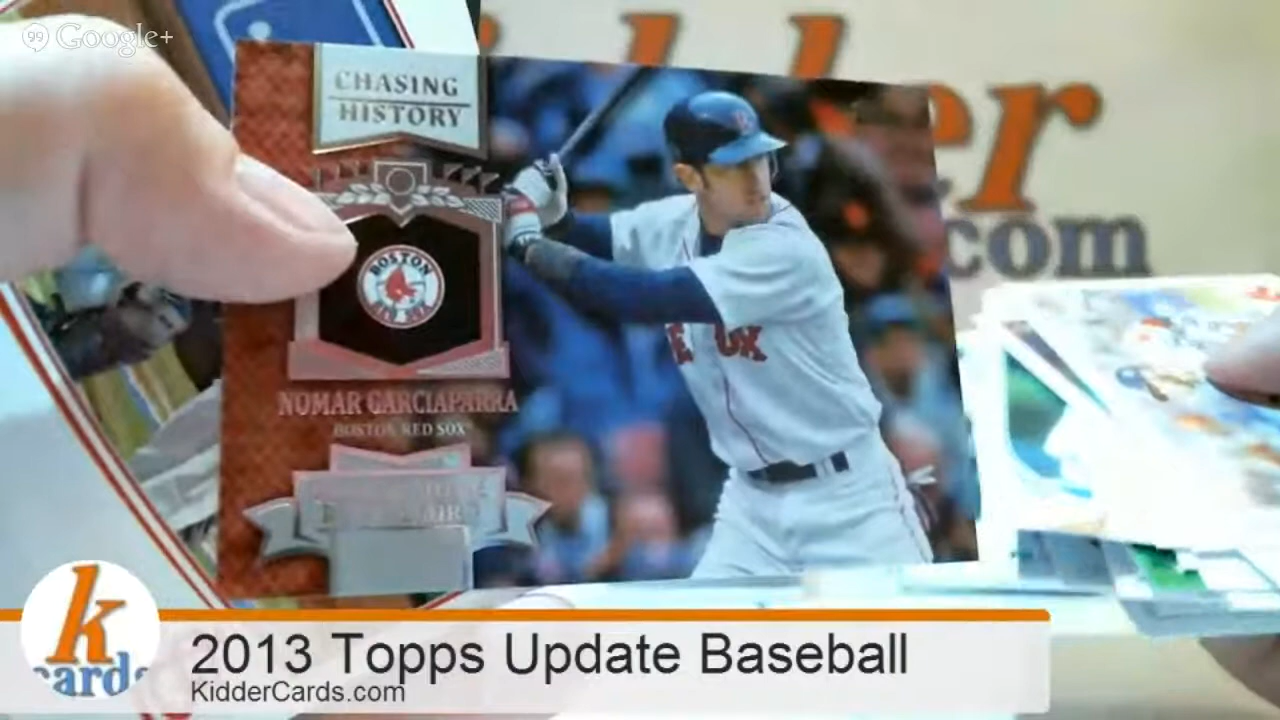 Google+
CHASING
HISTORY
BOSTON
RED SOX
NOMAR GARCIAPARRA
BOSTON RED SOX
er
.com
k
cards
2013 Topps Update Baseball
KidderCards.com